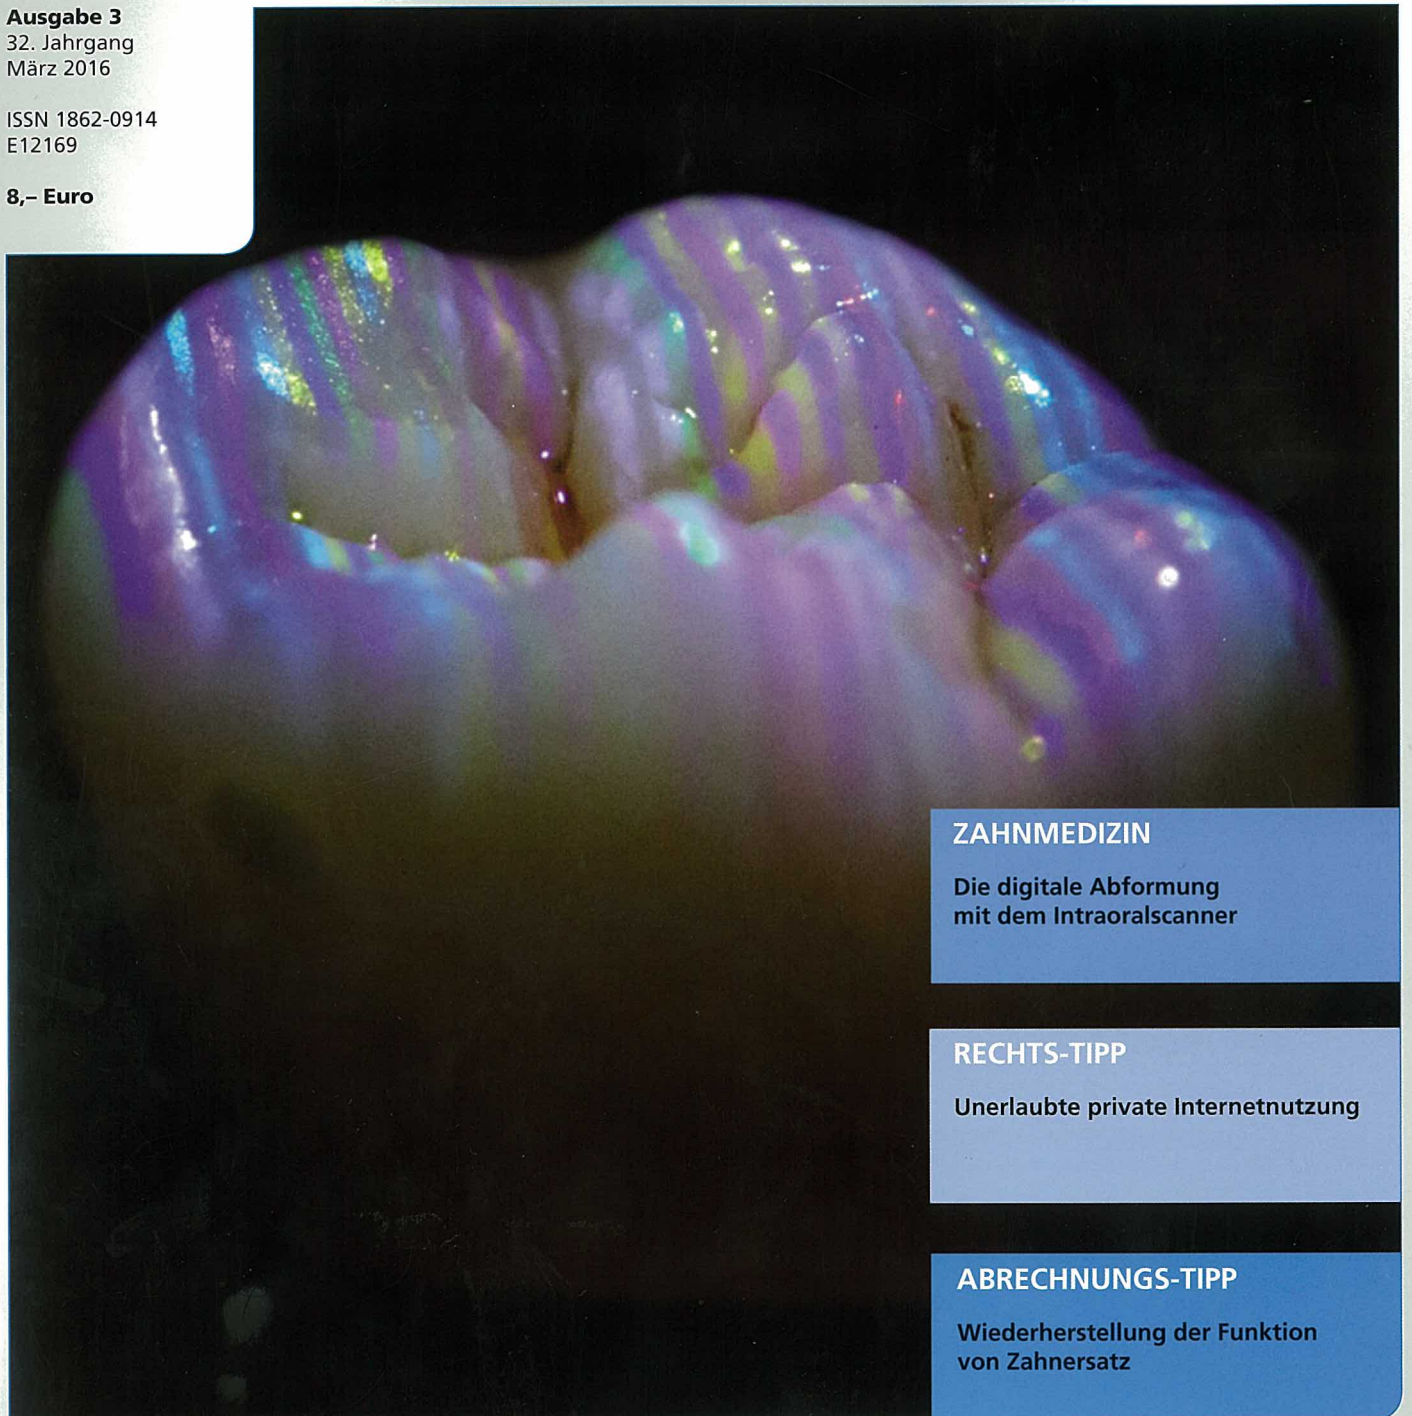 Ausgabe 3
32. Jahrgang
März 2016
ISSN 1862-0914
E12169
8,– Euro
ZAHNMEDIZIN
Die digitale Abformung
mit dem Intraoralscanner
RECHTS-TIPP
Unerlaubte private Internetnutzung
ABRECHNUNGS-TIPP
Wiederherstellung der Funktion
von Zahnersatz